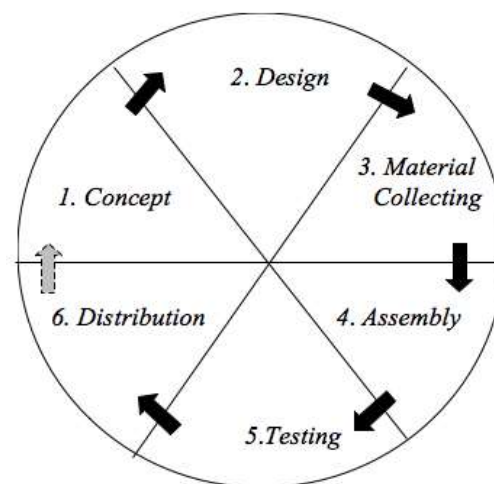 1. Concept
2. Design
3. Material
Collecting
4. Assembly
5.Testing
6. Distribution